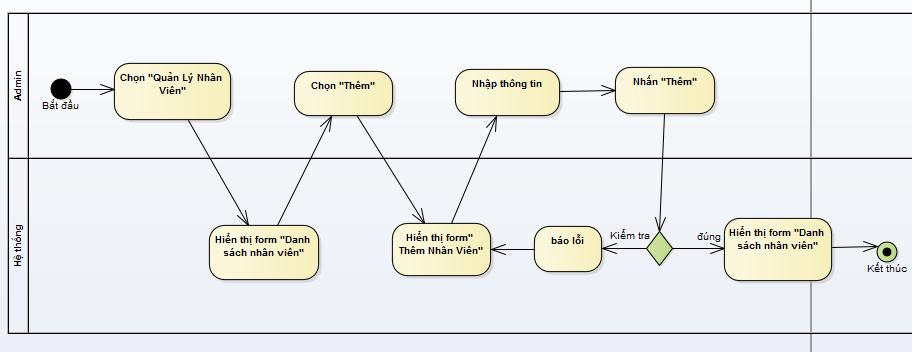 Admin
Bắt đầu
Chọn "Quản Lý Nhân
Viên"
Chọn "Thêm"
Nhập thông tin
Nhấn "Thêm"
Hệ thống
Hiển thị form "Danh
sách nhân viên"
Hiển thị form"
Thêm Nhân Viên"
báo lỗi
Kiểm tra
đúng
Hiển thị form "Danh
sách nhân viên"
Kết thúc